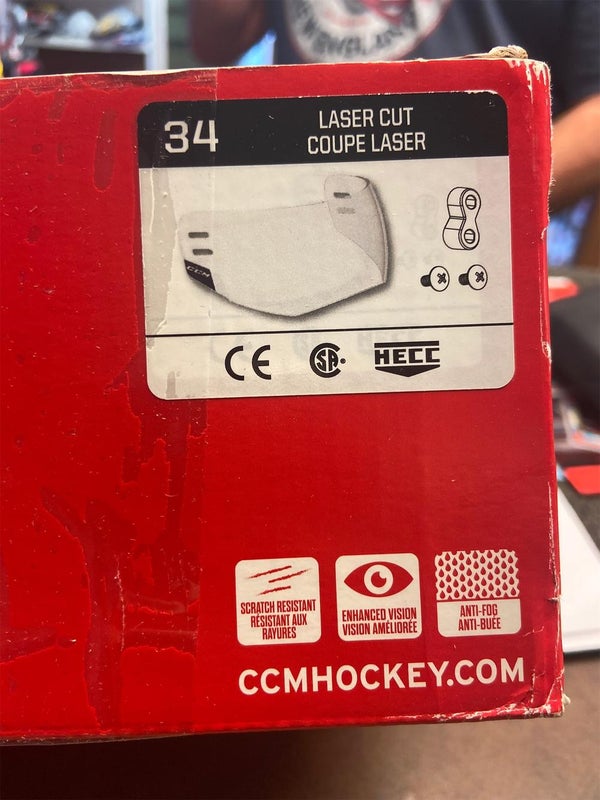 34
LASER CUT
COUPE LASER
CCM
CE
CSA
HECC
SCRATCH RESISTANT
RÉSISTANT AUX
RAYURES
ENHANCED VISION
VISION AMÉLIORÉE
ANTI-FOG
ANTI-BUÉE
CCMHOCKEY.COM